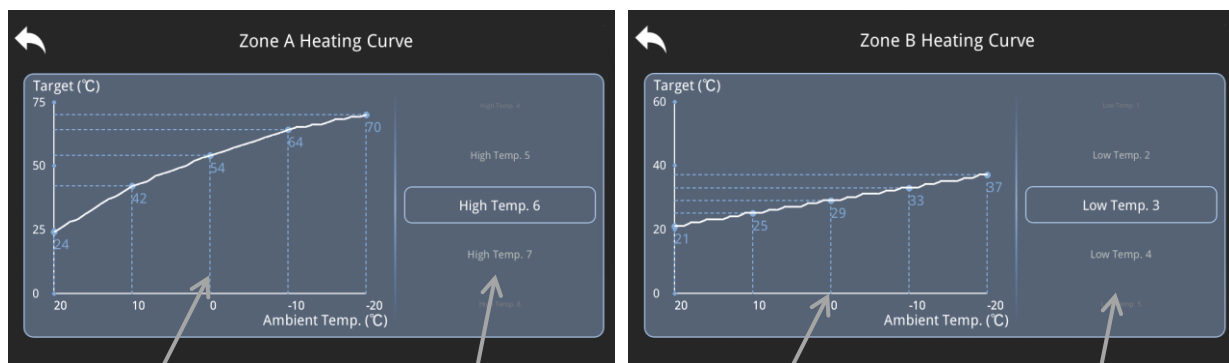 Zone A Heating Curve
Target (℃)
75
50
25
0
24
42
54
64
70
20
10
0
-10
-20
Ambient Temp. (℃)
High Temp. 5
High Temp. 6
High Temp. 7
Zone B Heating Curve
Target (℃)
60
40
20
0
21
25
29
33
37
20
10
0
-10
-20
Ambient Temp. (℃)
Low Temp. 1
Low Temp. 2
Low Temp. 3
Low Temp. 4